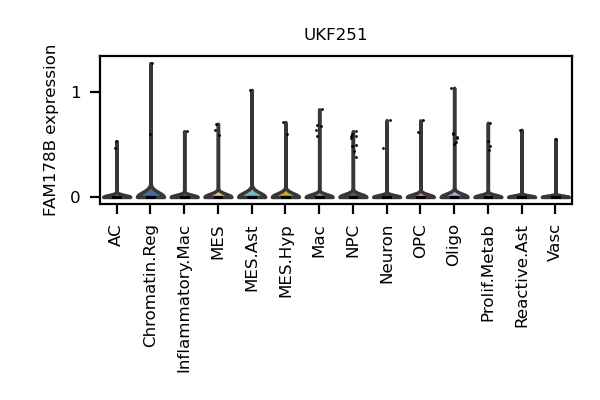 UKF251
FAM178B expression
1
0
AC
Chromatin.Reg
Inflammatory.Mac
MES
MES.Ast
MES.Hyp
Mac
NPC
Neuron
OPC
Oligo
Prolif.Metab
Reactive.Ast
Vasc